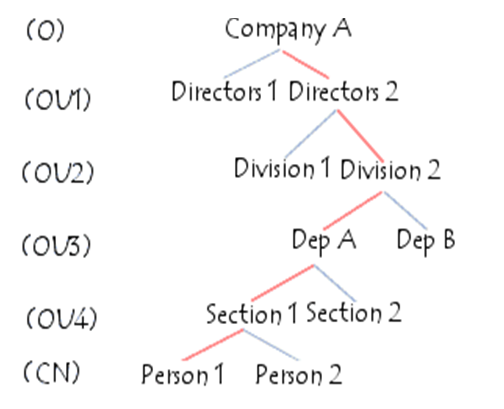 (O) Company A
(OU1) Directors 1 Directors 2
(OU2) Division 1 Division 2
(OU3) Dep A Dep B
(OU4) Section 1 Section 2
(CN) Person 1 Person 2